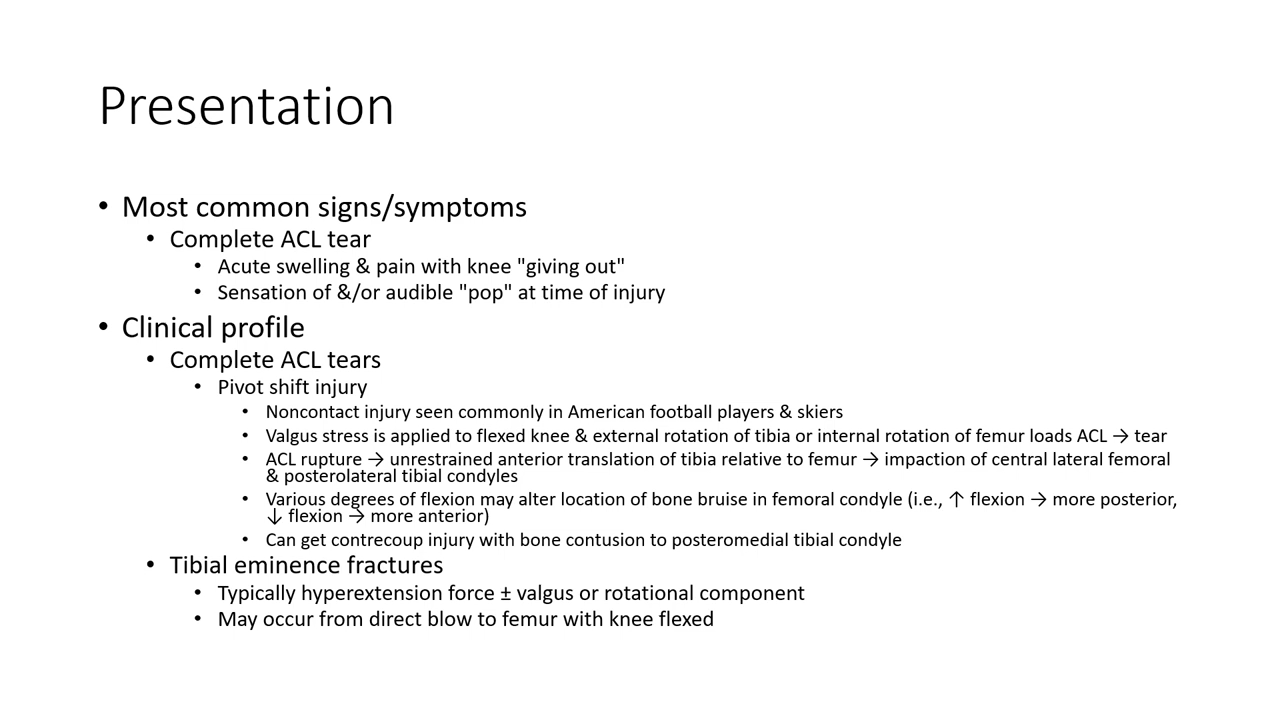 Presentation
• Most common signs/symptoms
• Complete ACL tear
• Acute swelling & pain with knee "giving out"
• Sensation of &/or audible "pop" at time of injury
• Clinical profile
• Complete ACL tears
• Pivot shift injury
• Noncontact injury seen commonly in American football players & skiers
• Valgus stress is applied to flexed knee & external rotation of tibia or internal rotation of femur loads ACL → tear
• ACL rupture → unrestrained anterior translation of tibia relative to femur → impaction of central lateral femoral
& posterolateral tibial condyles
• Various degrees of flexion may alter location of bone bruise in femoral condyle (i.e., ↑ flexion → more posterior,
↓ flexion → more anterior)
• Can get contrecoup injury with bone contusion to posteromedial tibial condyle
• Tibial eminence fractures
• Typically hyperextension force ± valgus or rotational component
• May occur from direct blow to femur with knee flexed